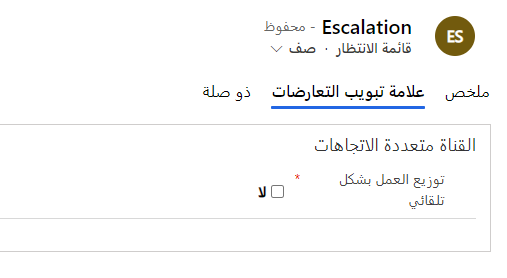 ES
Escalation - محفوظ
قائمة الانتظار · صف
ملخص علامة تبويب التعارضات ذو صلة
القناة متعددة الاتجاهات
توزيع العمل بشكل تلقائي * لا